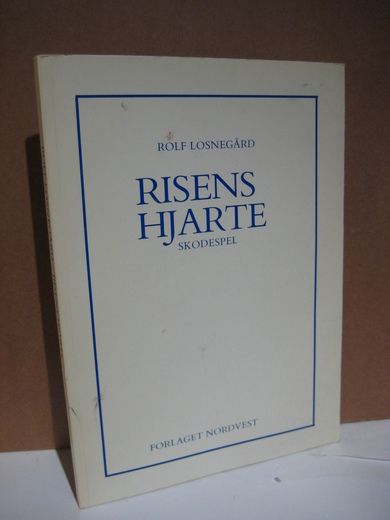 ROLF LOSNEGÅRD
RISENS
HJARTE
SKODESPEL
FORLAGET NORDVEST